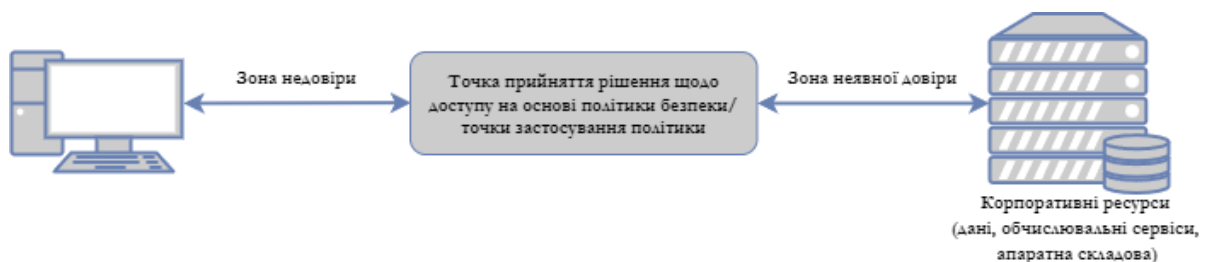 Зона недовіри
Точка прийняття рішення щодо
доступу на основі політики безпеки/
точки застосування політики
Зона неявної довіри
Корпоративні ресурси
(дані, обчислювальні сервіси,
апаратна складова)